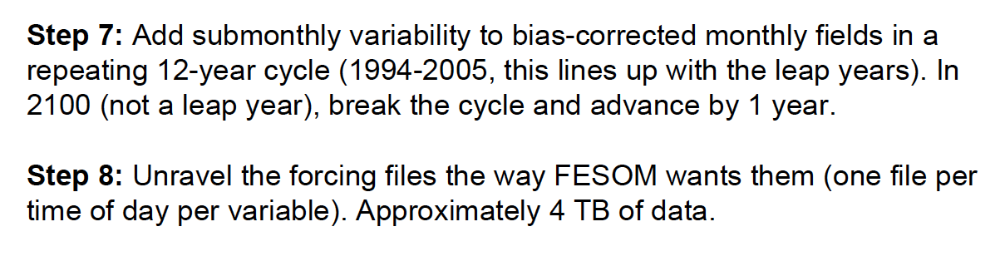 Step 7: Add submonthly variability to bias-corrected monthly fields in a
repeating 12-year cycle (1994-2005, this lines up with the leap years). In
2100 (not a leap year), break the cycle and advance by 1 year.
Step 8: Unravel the forcing files the way FESOM wants them (one file per
time of day per variable). Approximately 4 TB of data.